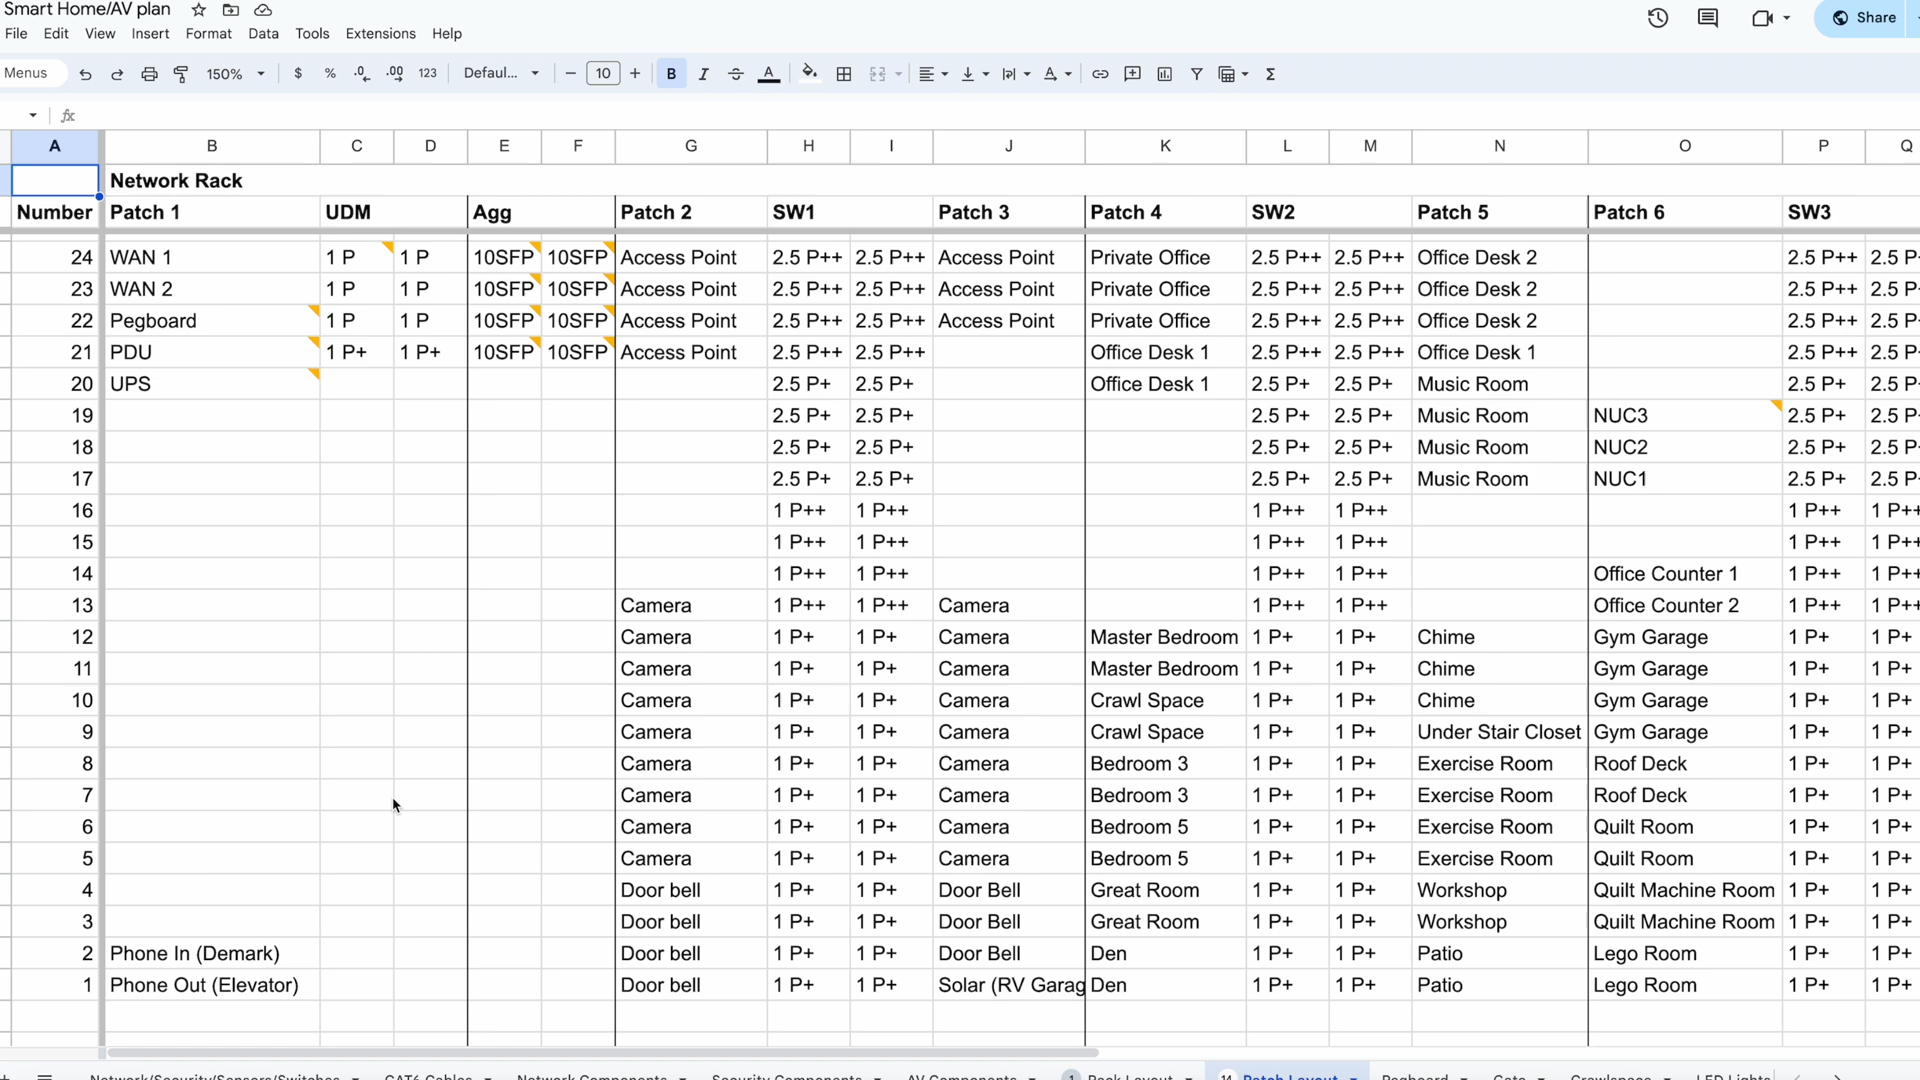 Smart Home/AV plan
File Edit View Insert Format Data Tools Extensions Help
Share
Menus 150% $ % .0 .00 123 Defaul... − 10 + B I S A Σ
fx
A B C D E F G H I J K L M N O P Q
Network Rack
Number Patch 1 UDM Agg Patch 2 SW1 Patch 3 Patch 4 SW2 Patch 5 Patch 6 SW3
24 WAN 1 1 P 1 P 10SFP 10SFP Access Point 2.5 P++ 2.5 P++ Access Point Private Office 2.5 P++ 2.5 P++ Office Desk 2 2.5 P++ 2.5 P
23 WAN 2 1 P 1 P 10SFP 10SFP Access Point 2.5 P++ 2.5 P++ Access Point Private Office 2.5 P++ 2.5 P++ Office Desk 2 2.5 P++ 2.5 P
22 Pegboard 1 P 1 P 10SFP 10SFP Access Point 2.5 P++ 2.5 P++ Access Point Private Office 2.5 P++ 2.5 P++ Office Desk 2 2.5 P++ 2.5 P
21 PDU 1 P+ 1 P+ 10SFP 10SFP Access Point 2.5 P++ 2.5 P++ Office Desk 1 2.5 P++ 2.5 P++ Office Desk 1 2.5 P++ 2.5 P
20 UPS 2.5 P+ 2.5 P+ Office Desk 1 2.5 P+ 2.5 P+ Music Room 2.5 P+ 2.5 P
19 2.5 P+ 2.5 P+ 2.5 P+ 2.5 P+ Music Room NUC3 2.5 P+ 2.5 P
18 2.5 P+ 2.5 P+ 2.5 P+ 2.5 P+ Music Room NUC2 2.5 P+ 2.5 P
17 2.5 P+ 2.5 P+ 2.5 P+ 2.5 P+ Music Room NUC1 2.5 P+ 2.5 P
16 1 P++ 1 P++ 1 P++ 1 P++ 1 P++ 1 P++
15 1 P++ 1 P++ 1 P++ 1 P++ 1 P++ 1 P++
14 1 P++ 1 P++ 1 P++ 1 P++ Office Counter 1 1 P++ 1 P++
13 Camera 1 P++ 1 P++ Camera 1 P++ 1 P++ Office Counter 2 1 P++ 1 P++
12 Camera 1 P+ 1 P+ Camera Master Bedroom 1 P+ 1 P+ Chime Gym Garage 1 P+ 1 P+
11 Camera 1 P+ 1 P+ Camera Master Bedroom 1 P+ 1 P+ Chime Gym Garage 1 P+ 1 P+
10 Camera 1 P+ 1 P+ Camera Crawl Space 1 P+ 1 P+ Chime Gym Garage 1 P+ 1 P+
9 Camera 1 P+ 1 P+ Camera Crawl Space 1 P+ 1 P+ Under Stair Closet Gym Garage 1 P+ 1 P+
8 Camera 1 P+ 1 P+ Camera Bedroom 3 1 P+ 1 P+ Exercise Room Roof Deck 1 P+ 1 P+
7 Camera 1 P+ 1 P+ Camera Bedroom 3 1 P+ 1 P+ Exercise Room Roof Deck 1 P+ 1 P+
6 Camera 1 P+ 1 P+ Camera Bedroom 5 1 P+ 1 P+ Exercise Room Quilt Room 1 P+ 1 P+
5 Camera 1 P+ 1 P+ Camera Bedroom 5 1 P+ 1 P+ Exercise Room Quilt Room 1 P+ 1 P+
4 Door bell 1 P+ 1 P+ Door Bell Great Room 1 P+ 1 P+ Workshop Quilt Machine Room 1 P+ 1 P+
3 Door bell 1 P+ 1 P+ Door Bell Great Room 1 P+ 1 P+ Workshop Quilt Machine Room 1 P+ 1 P+
2 Phone In (Demark) Door bell 1 P+ 1 P+ Door Bell Den 1 P+ 1 P+ Patio Lego Room 1 P+ 1 P+
1 Phone Out (Elevator) Door bell 1 P+ 1 P+ Solar (RV Garag Den 1 P+ 1 P+ Patio Lego Room 1 P+ 1 P+
Network/Security/Sensors/Switches CAT6 Cables Network Components Security Components AV Components 1 Rack Layout 14 Patch Layout Pegboard Gate Crawlspace LED Lights